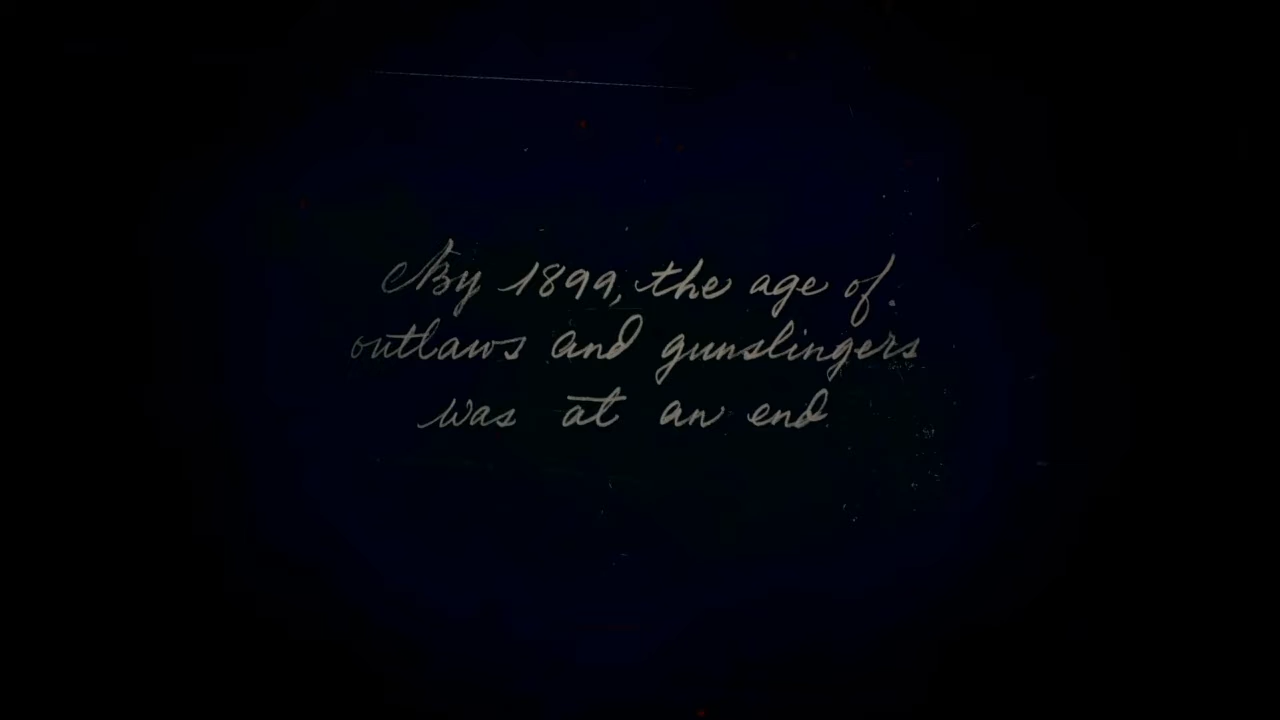 By 1899, the age of
outlaws and gunslingers
was at an end